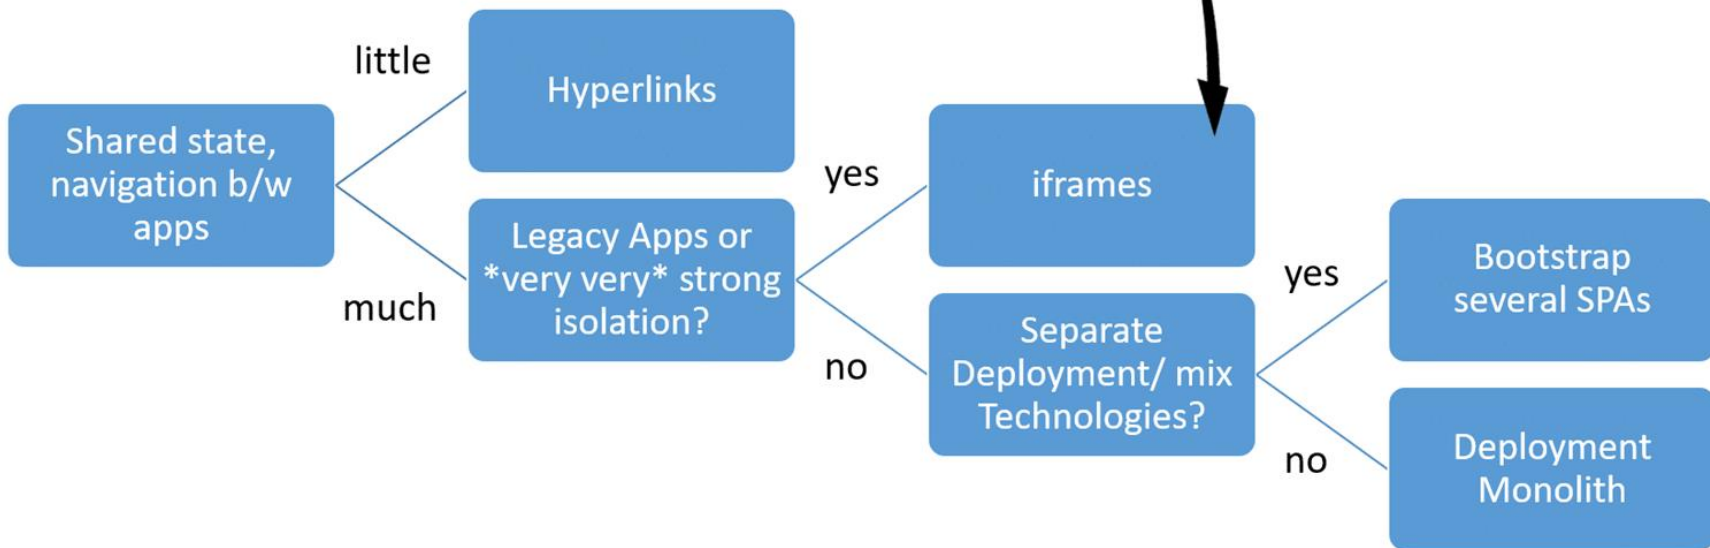 little
Hyperlinks
Shared state,
navigation b/w
apps
much
Legacy Apps or
*very very* strong
isolation?
yes
iframes
no
Separate
Deployment/ mix
Technologies?
yes
Bootstrap
several SPAs
no
Deployment
Monolith